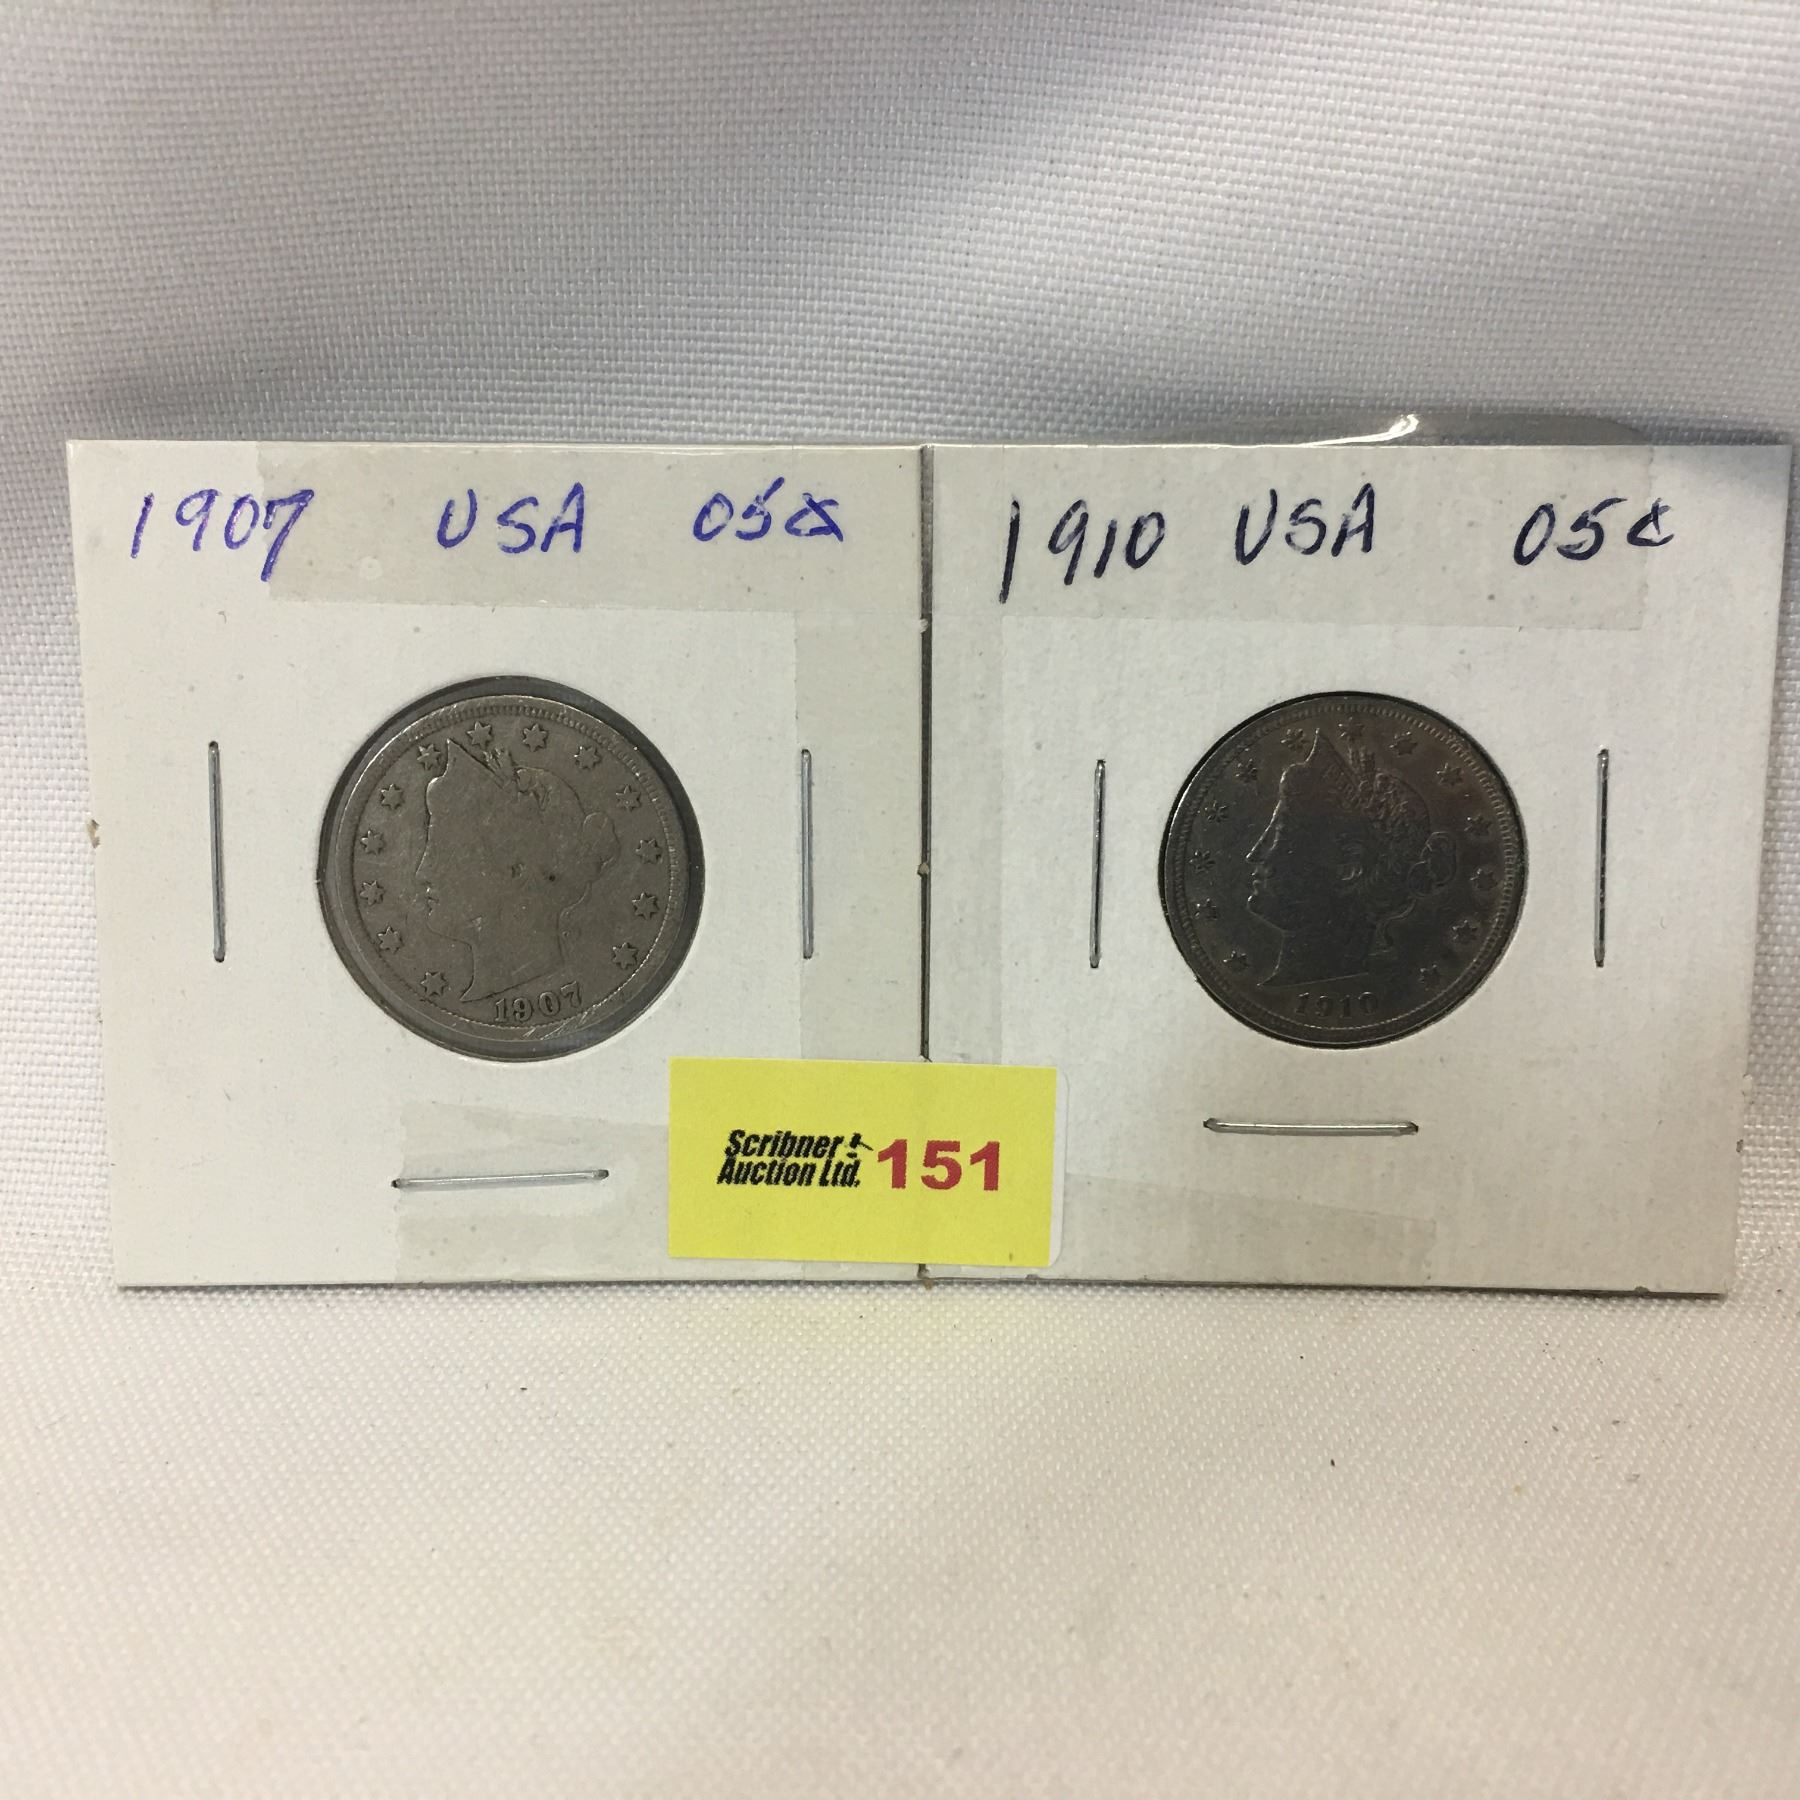 1907 USA 05¢
1910 USA 05¢
1907
1910
Scribner
Auction Ltd.
151